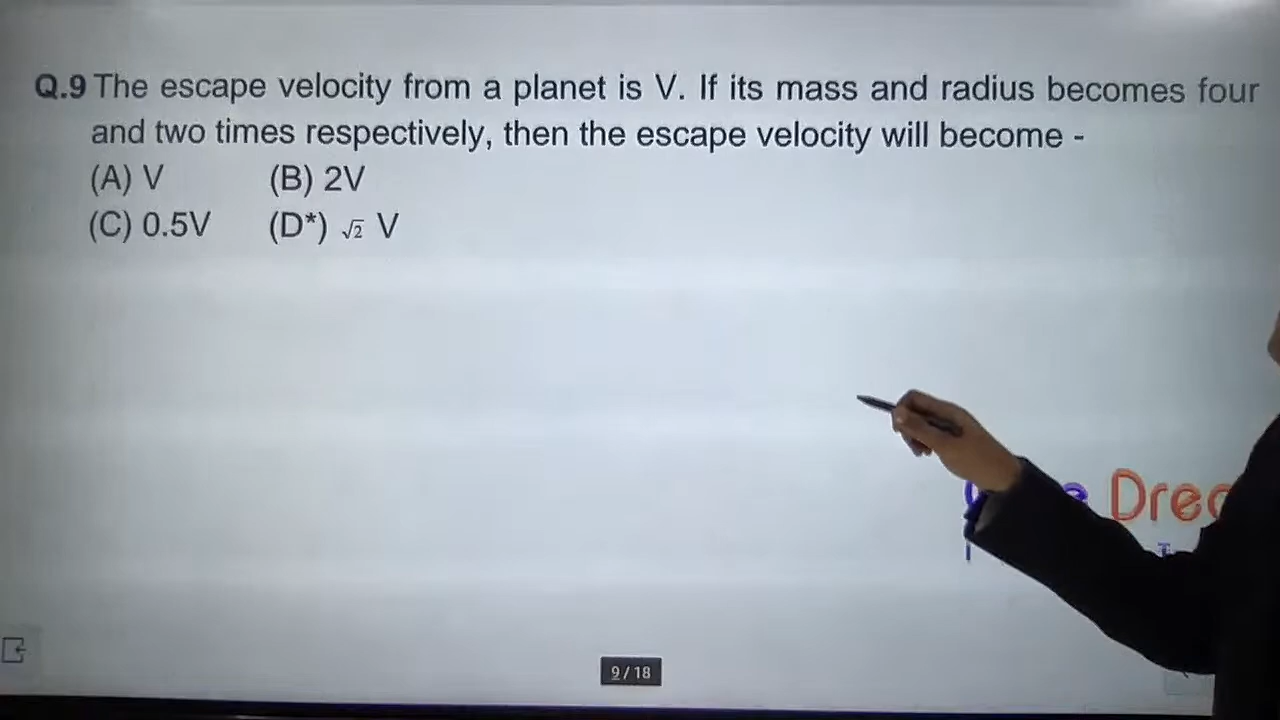 Q.9 The escape velocity from a planet is V. If its mass and radius becomes four
and two times respectively, then the escape velocity will become -
(A) V (B) 2V
(C) 0.5V (D*) √2 V
9 / 18